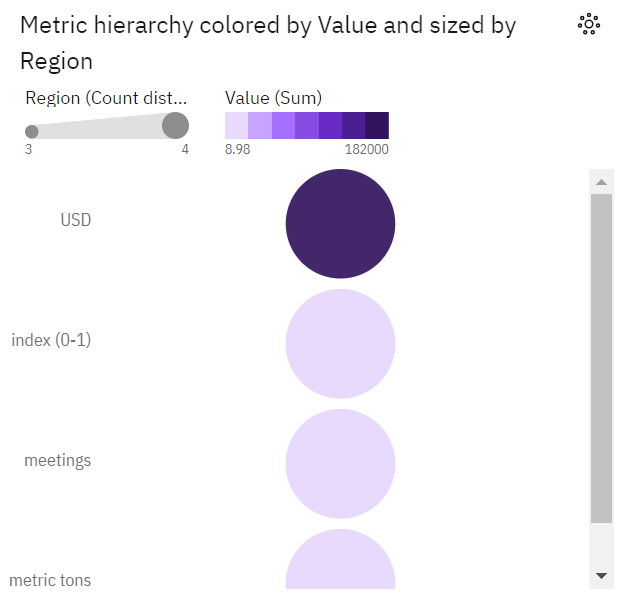 Metric hierarchy colored by Value and sized by
Region
Region (Count dist...
Value (Sum)
3
4
8.98
182000
USD
index (0-1)
meetings
metric tons